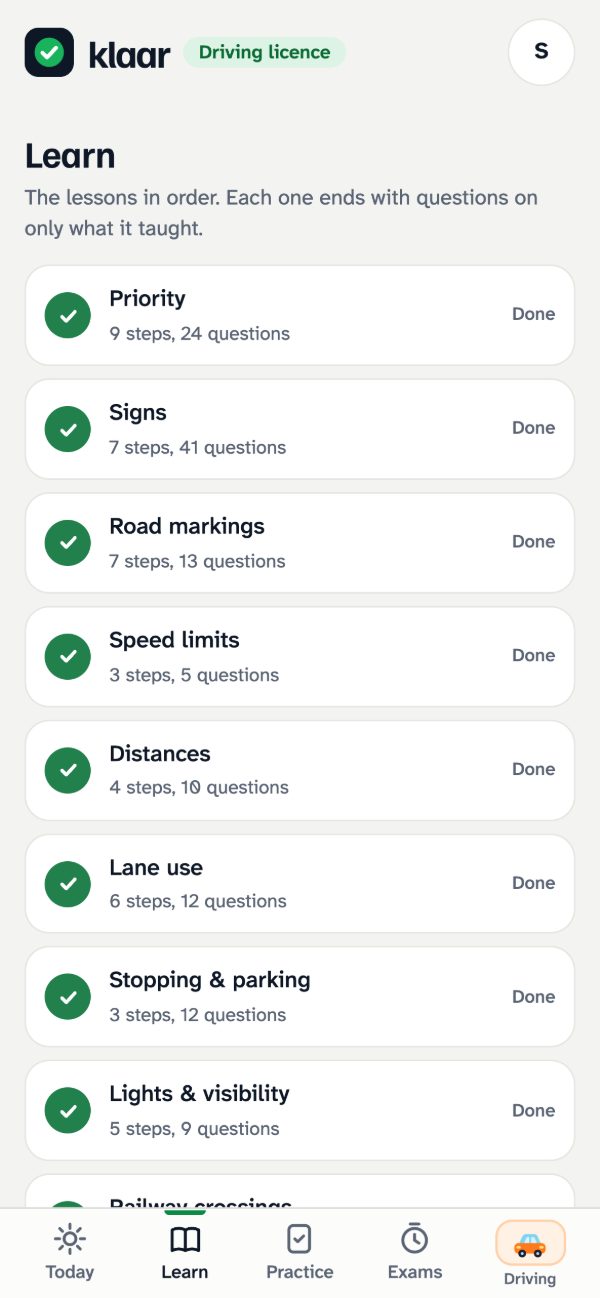 klaar
Driving licence
S
Learn
The lessons in order. Each one ends with questions on
only what it taught.
Priority
9 steps, 24 questions
Done
Signs
7 steps, 41 questions
Done
Road markings
7 steps, 13 questions
Done
Speed limits
3 steps, 5 questions
Done
Distances
4 steps, 10 questions
Done
Lane use
6 steps, 12 questions
Done
Stopping & parking
3 steps, 12 questions
Done
Lights & visibility
5 steps, 9 questions
Done
Railway crossings
Today
Learn
Practice
Exams
Driving